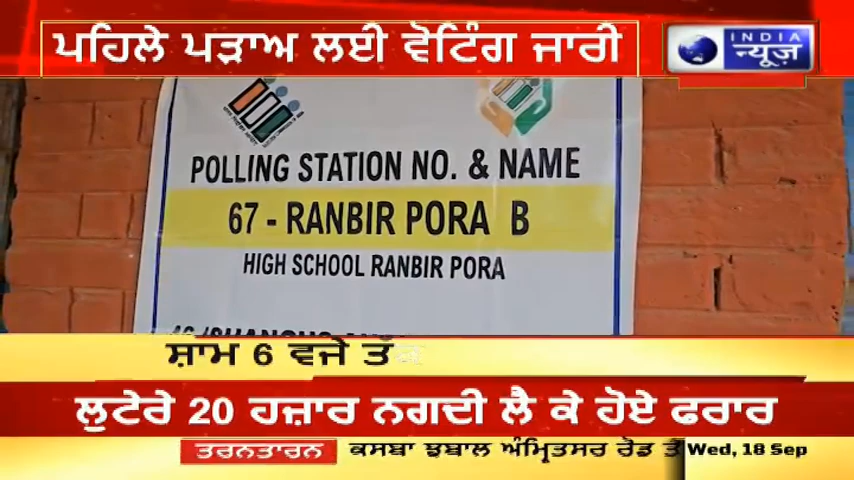 ਪਹਿਲੇ ਪੜਾਅ ਲਈ ਵੋਟਿੰਗ ਜਾਰੀ
INDIA
न्यूज़
POLLING STATION NO. & NAME
67 - RANBIR PORA B
HIGH SCHOOL RANBIR PORA
ਸ਼ਾਮ 6 ਵਜੇ
ਲੁਟੇਰੇ 20 ਹਜ਼ਾਰ ਨਗਦੀ ਲੈ ਕੇ ਹੋਏ ਫਰਾਰ
ਤਰਨਤਾਰਨ ਕਸਬਾ ਝੁਬਾਲ ਅੰਮ੍ਰਿਤਸਰ ਰੋਡ Wed, 18 Sep